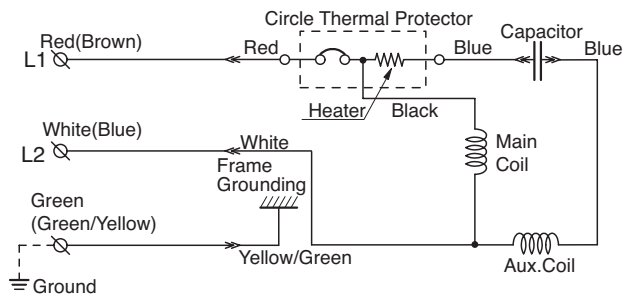 Circle Thermal Protector
Capacitor
Red(Brown)
L1
Red
Blue
Blue
Heater
Black
White(Blue)
L2
White
Main
Coil
Frame
Grounding
Green
(Green/Yellow)
Yellow/Green
Aux.Coil
Ground